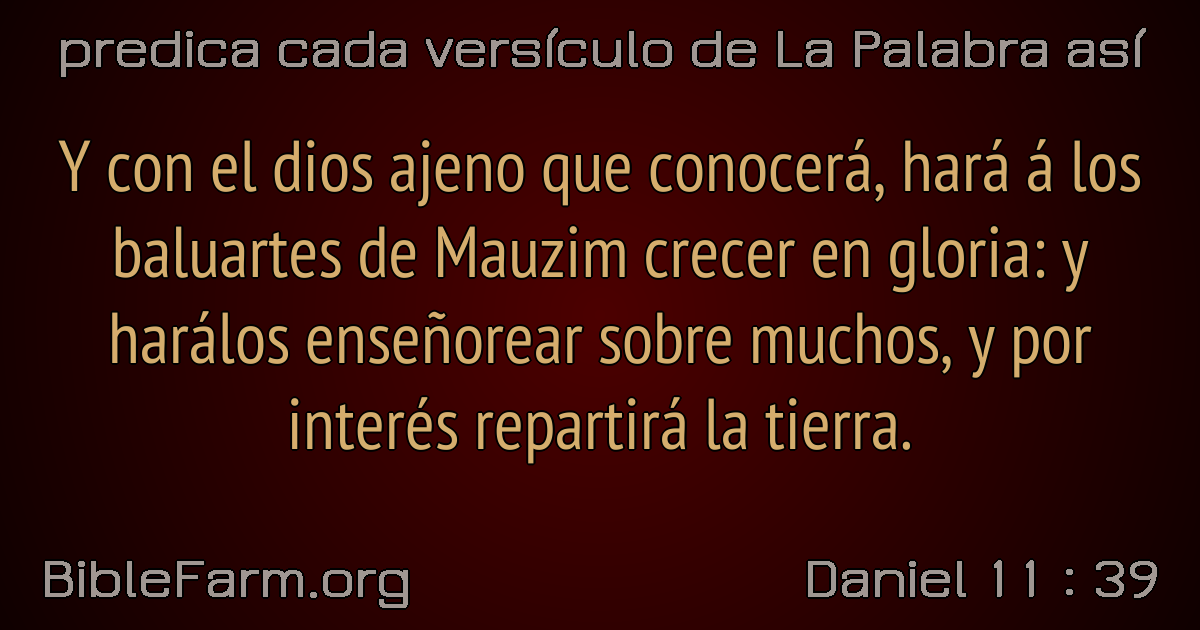 predica cada versículo de La Palabra así
Y con el dios ajeno que conocerá, hará á los
baluartes de Mauzim crecer en gloria: y
harálos enseñorear sobre muchos, y por
interés repartirá la tierra.
BibleFarm.org
Daniel 11 : 39